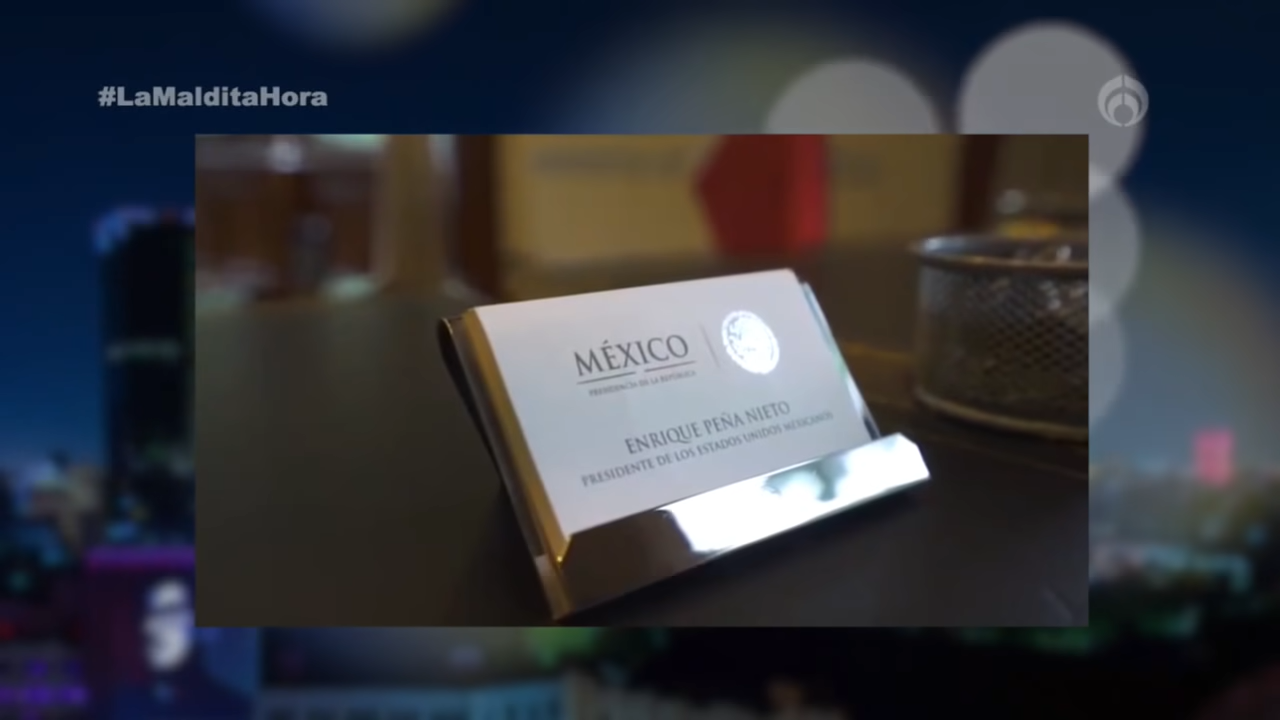 #LaMalditaHora
MÉXICO
PRESIDENCIA DE LA REPÚBLICA
ENRIQUE PEÑA NIETO
PRESIDENTE DE LOS ESTADOS UNIDOS MEXICANOS